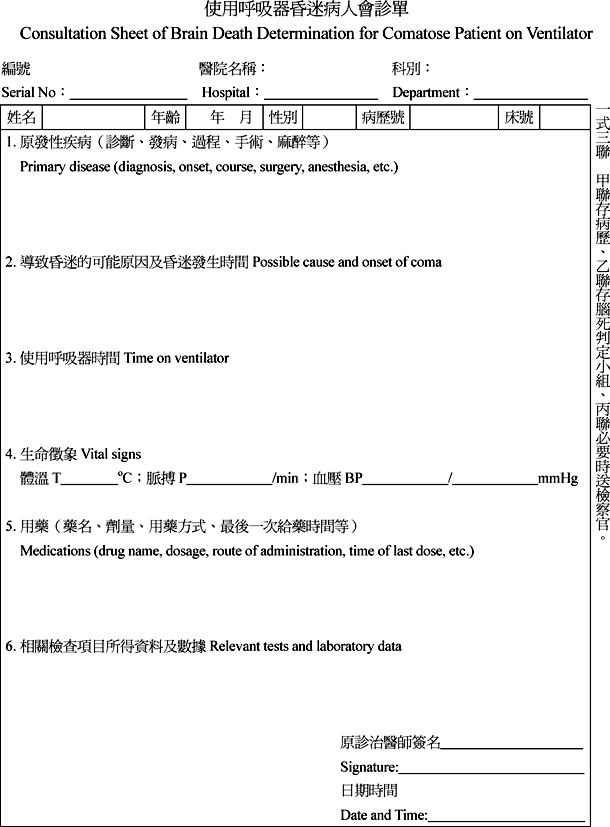 使用呼吸器昏迷病人會診單
Consultation Sheet of Brain Death Determination for Comatose Patient on Ventilator
編號 醫院名稱： 科別：
Serial No： Hospital： Department：
姓名 年齡 年 月 性別 病歷號 床號
1. 原發性疾病（診斷、發病、過程、手術、麻醉等）
Primary disease (diagnosis, onset, course, surgery, anesthesia, etc.)
2. 導致昏迷的可能原因及昏迷發生時間 Possible cause and onset of coma
3. 使用呼吸器時間 Time on ventilator
4. 生命徵象 Vital signs
體溫 T________°C；脈搏 P____________/min；血壓 BP____________/____________mmHg
5. 用藥（藥名、劑量、用藥方式、最後一次給藥時間等）
Medications (drug name, dosage, route of administration, time of last dose, etc.)
6. 相關檢查項目所得資料及數據 Relevant tests and laboratory data
原診治醫師簽名
Signature:
日期時間
Date and Time:
一式三聯 甲聯存病歷、乙聯存腦死判定小組、丙聯必要時送檢察官。